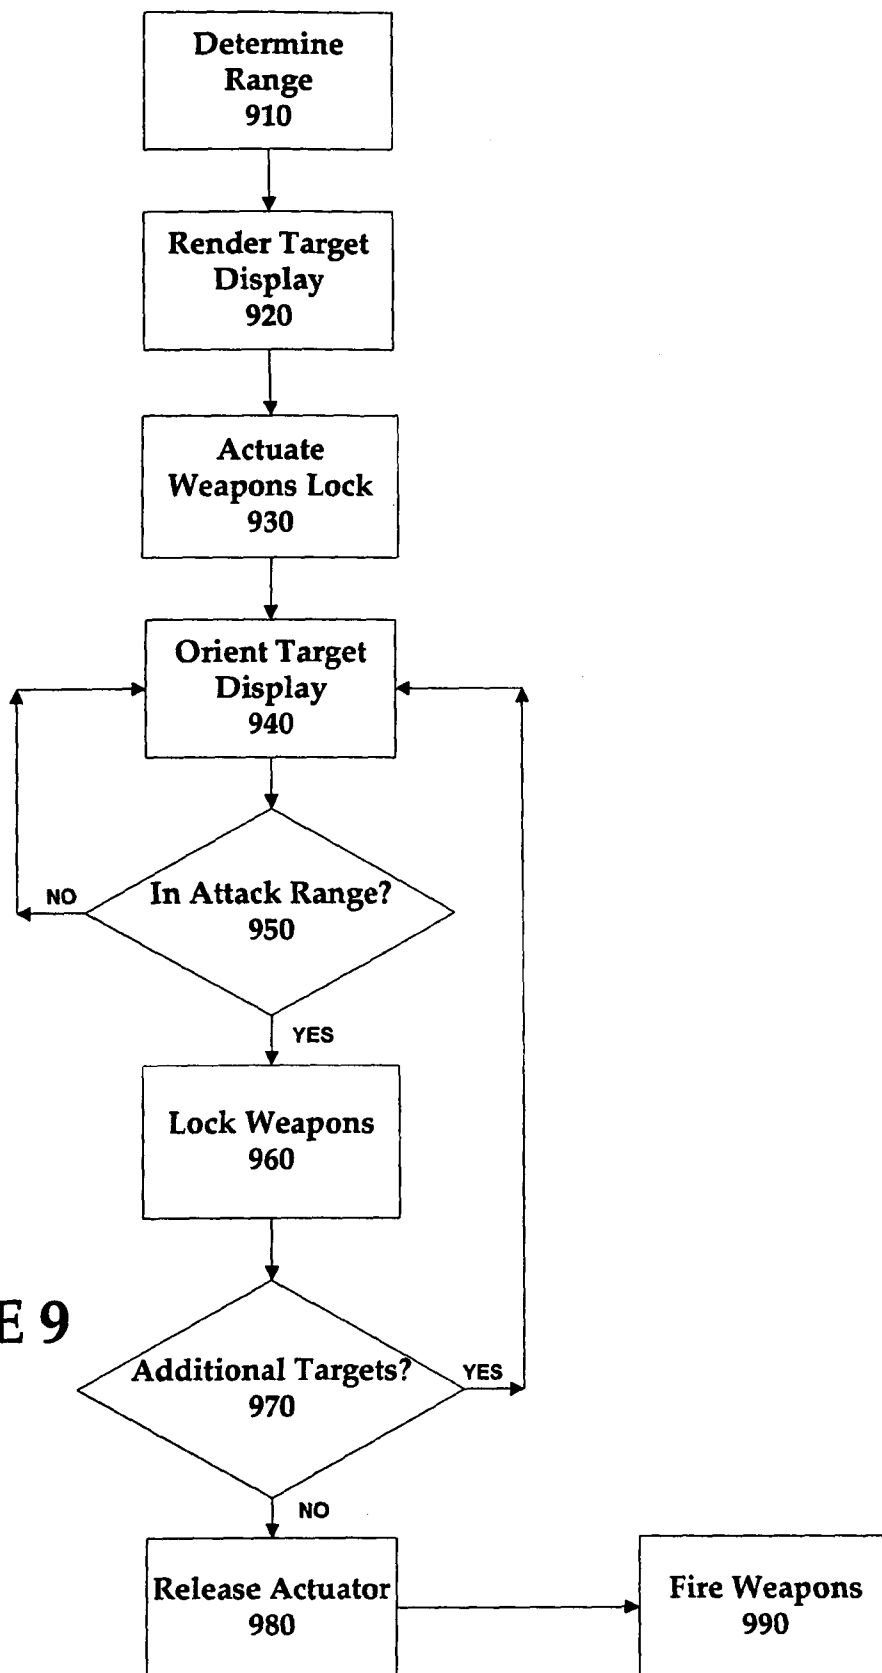 Determine
Range
910
Render Target
Display
920
Actuate
Weapons Lock
930
Orient Target
Display
940
In Attack Range?
950
NO
YES
Lock Weapons
960
E 9
Additional Targets?
970
YES
NO
Release Actuator
980
Fire Weapons
990